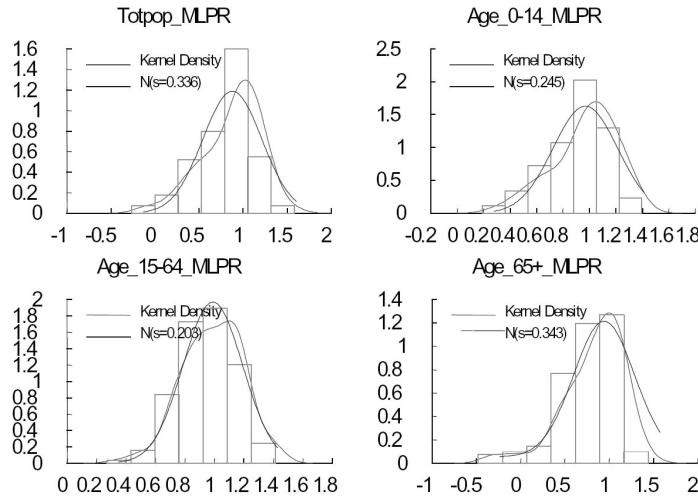 Totpop_MLPR
1.6
1.4
1.2
1
0.8
0.6
0.4
0.2
0
Kernel Density
N(s=0.336)
-1 -0.5 0 0.5 1 1.5 2
Age_0-14_MLPR
2.5
2
1.5
1
0.5
0
Kernel Density
N(s=0.245)
-0.2 0 0.20 0.40 0.60 0.8 1 1.2 1.4 1.6 1.8
Age_15-64_MLPR
2
1.8
1.6
1.4
1.2
1
0.8
0.6
0.4
0.2
0
Kernel Density
N(s=0.203)
0 0.2 0.4 0.6 0.8 1 1.2 1.4 1.6 1.8
Age_65+_MLPR
1.4
1.2
1
0.8
0.6
0.4
0.2
0
Kernel Density
N(s=0.343)
-1 -0.5 0 0.5 1 1.5 2